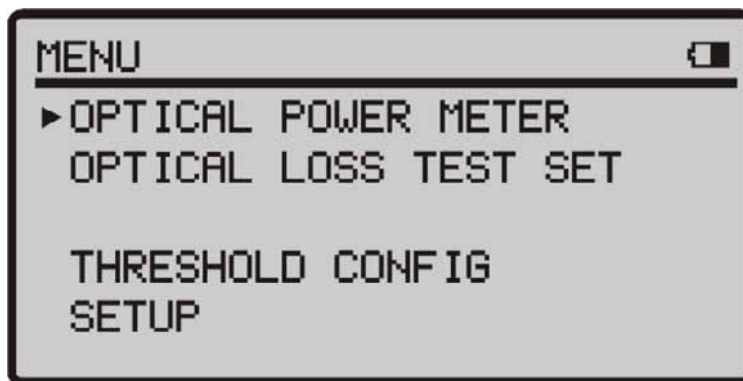 MENU
►OPTICAL POWER METER
OPTICAL LOSS TEST SET
THRESHOLD CONFIG
SETUP